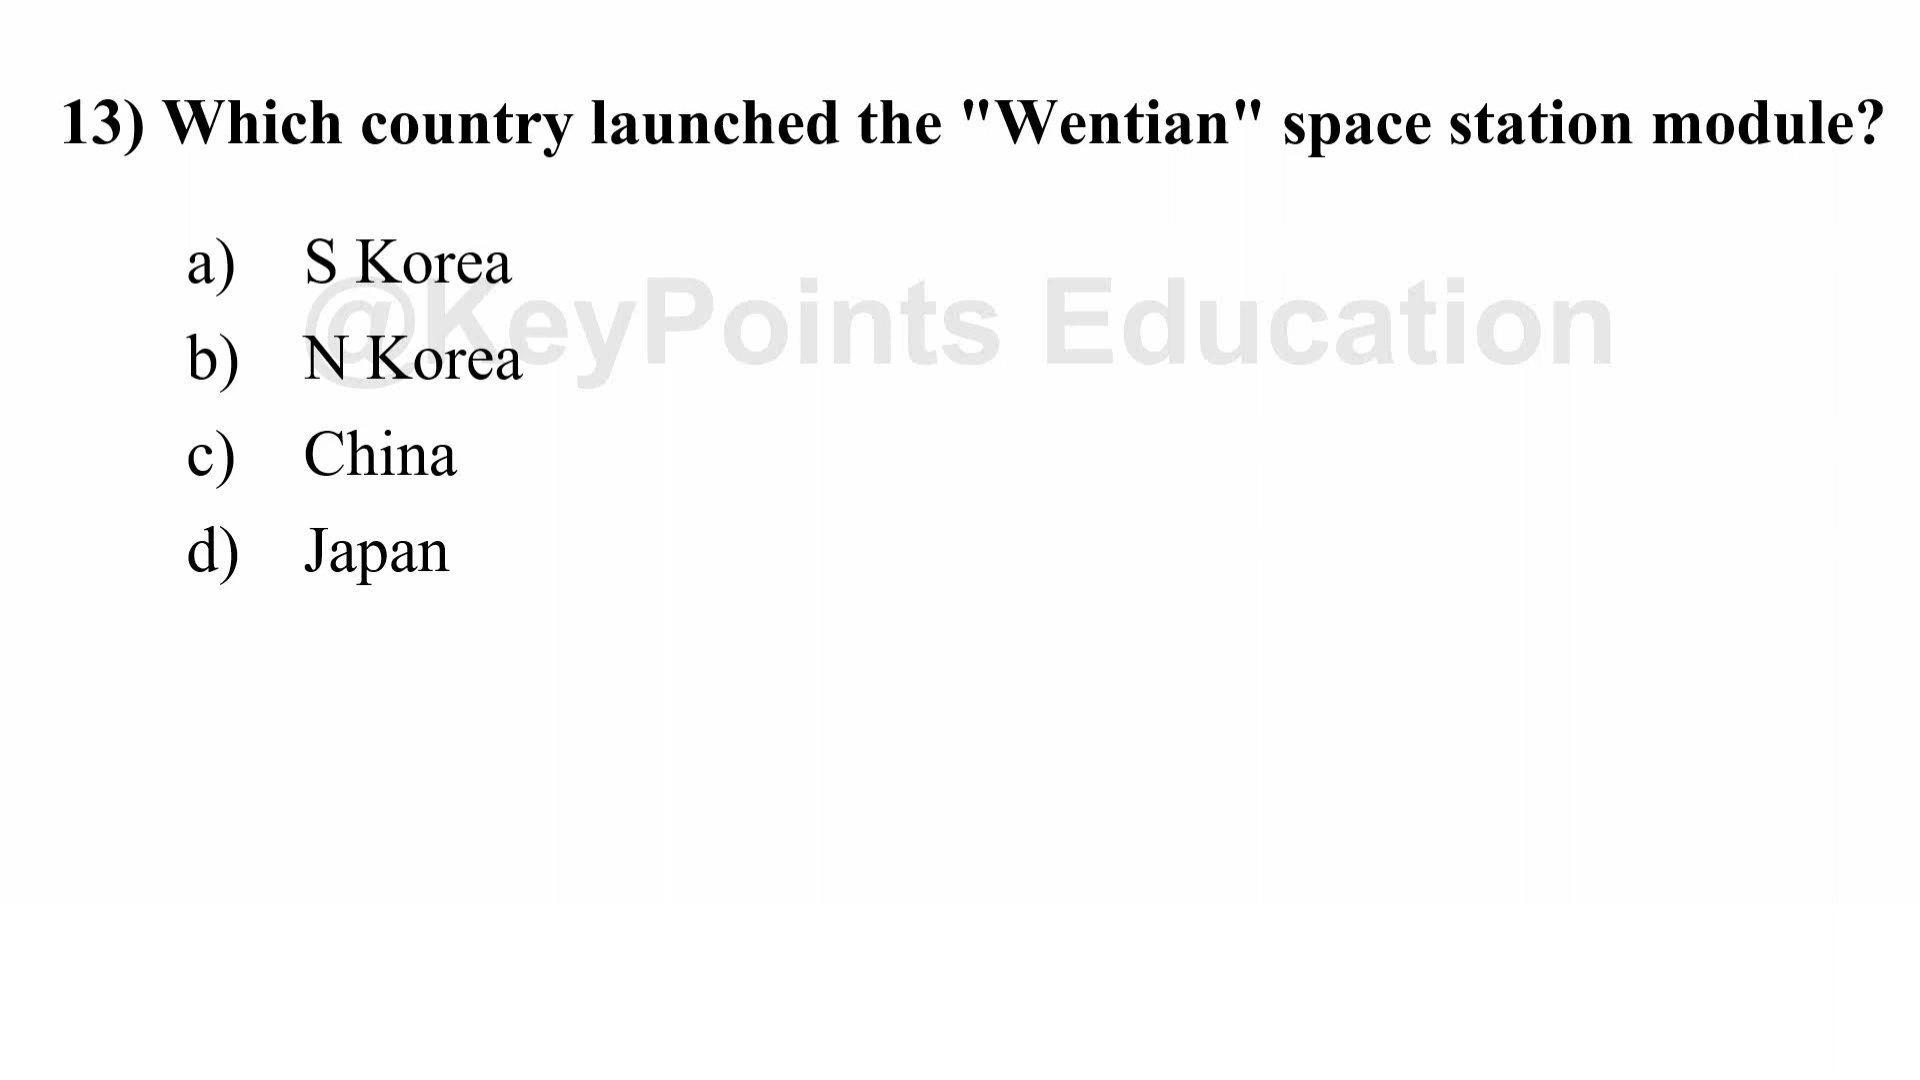 13) Which country launched the "Wentian" space station module?
a) S Korea
@KeyPoints Education
b) N Korea
c) China
d) Japan